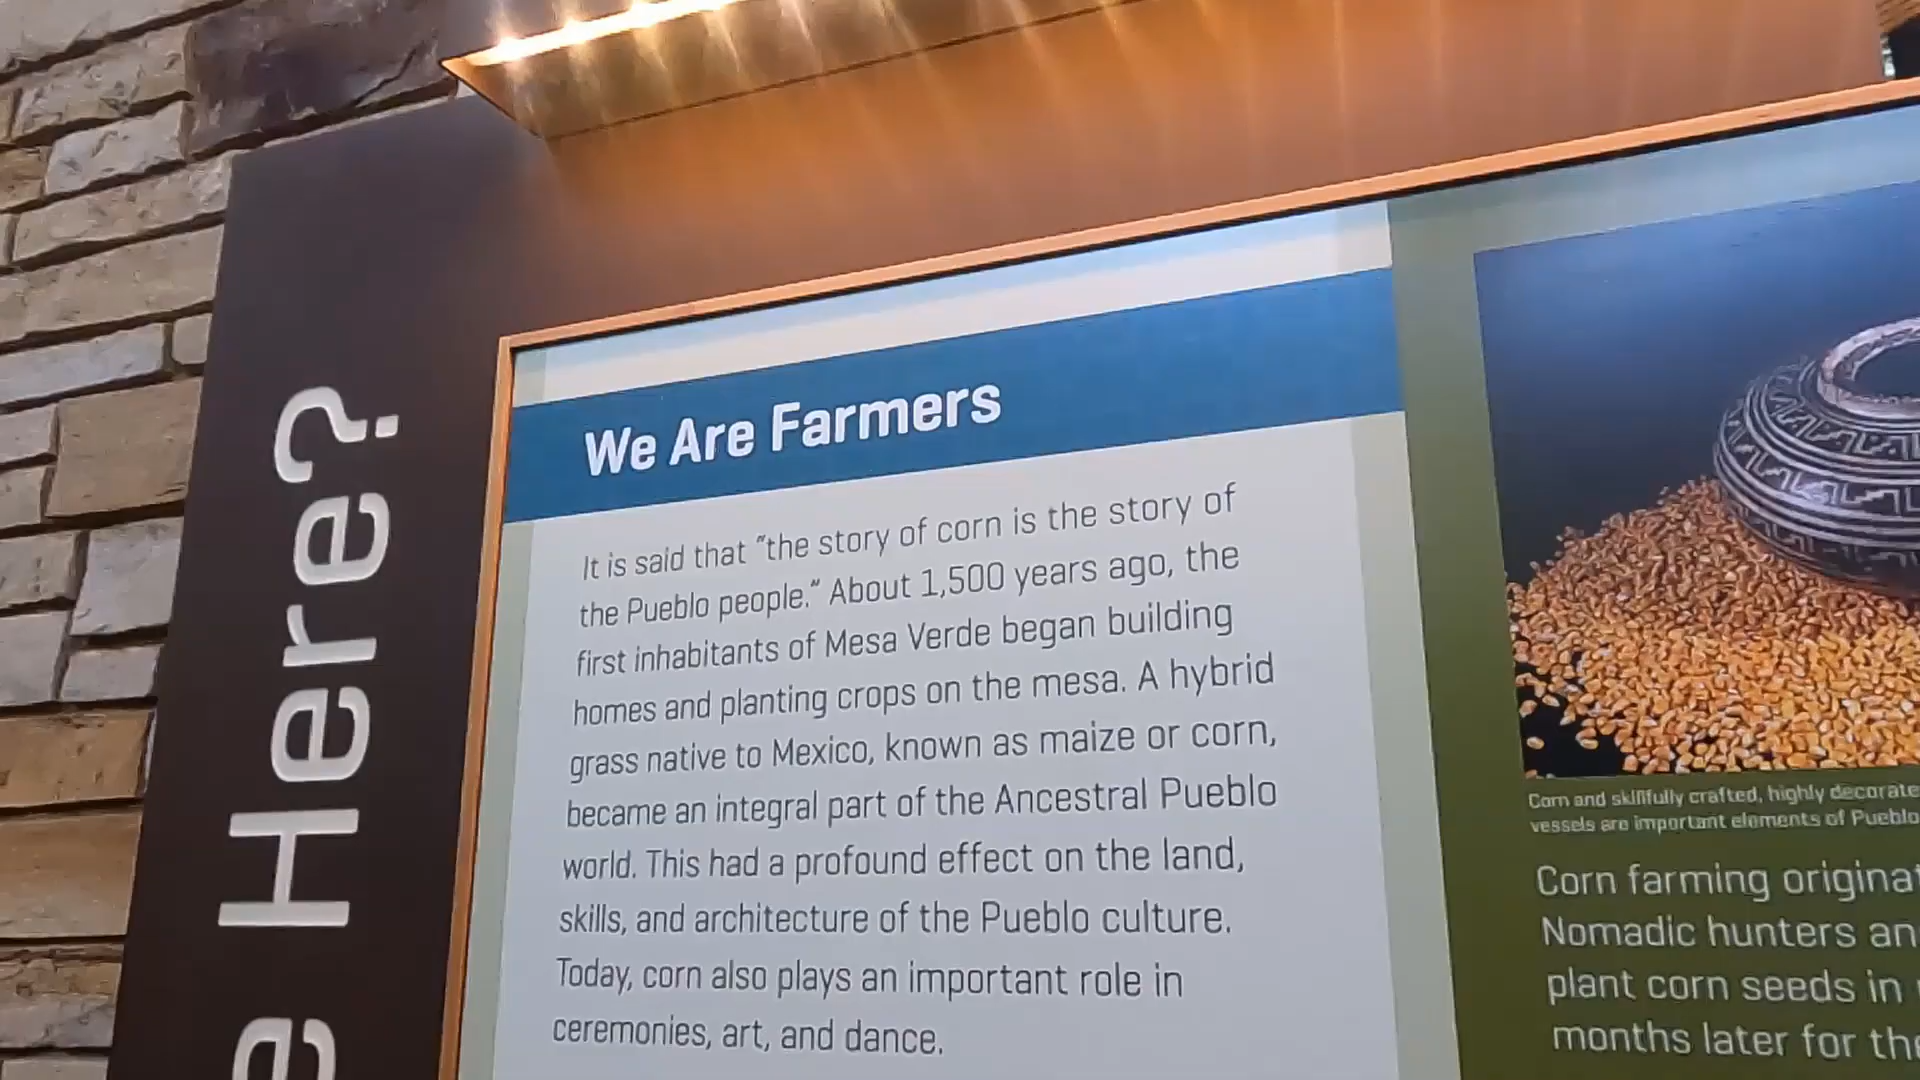 e Here?
We Are Farmers
It is said that "the story of corn is the story of
the Pueblo people." About 1,500 years ago, the
first inhabitants of Mesa Verde began building
homes and planting crops on the mesa. A hybrid
grass native to Mexico, known as maize or corn,
became an integral part of the Ancestral Pueblo
world. This had a profound effect on the land,
skills, and architecture of the Pueblo culture.
Today, corn also plays an important role in
ceremonies, art, and dance.
Corn and skillfully crafted, highly decorate
vessels are important elements of Pueblo
Corn farming originat
Nomadic hunters an
plant corn seeds in
months later for the